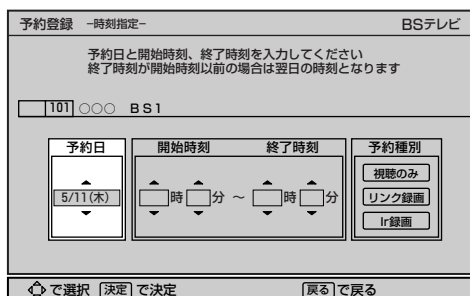 予約登録 −時刻指定− BSテレビ
予約日と開始時刻、終了時刻を入力してください
終了時刻が開始時刻以前の場合は翌日の時刻となります
101 ○○○ BS1
予約日 開始時刻 終了時刻 予約種別
視聴のみ
5/11(木) 時 分 ～ 時 分 リンク録画
Ir録画
で選択 決定 で決定 戻る で戻る